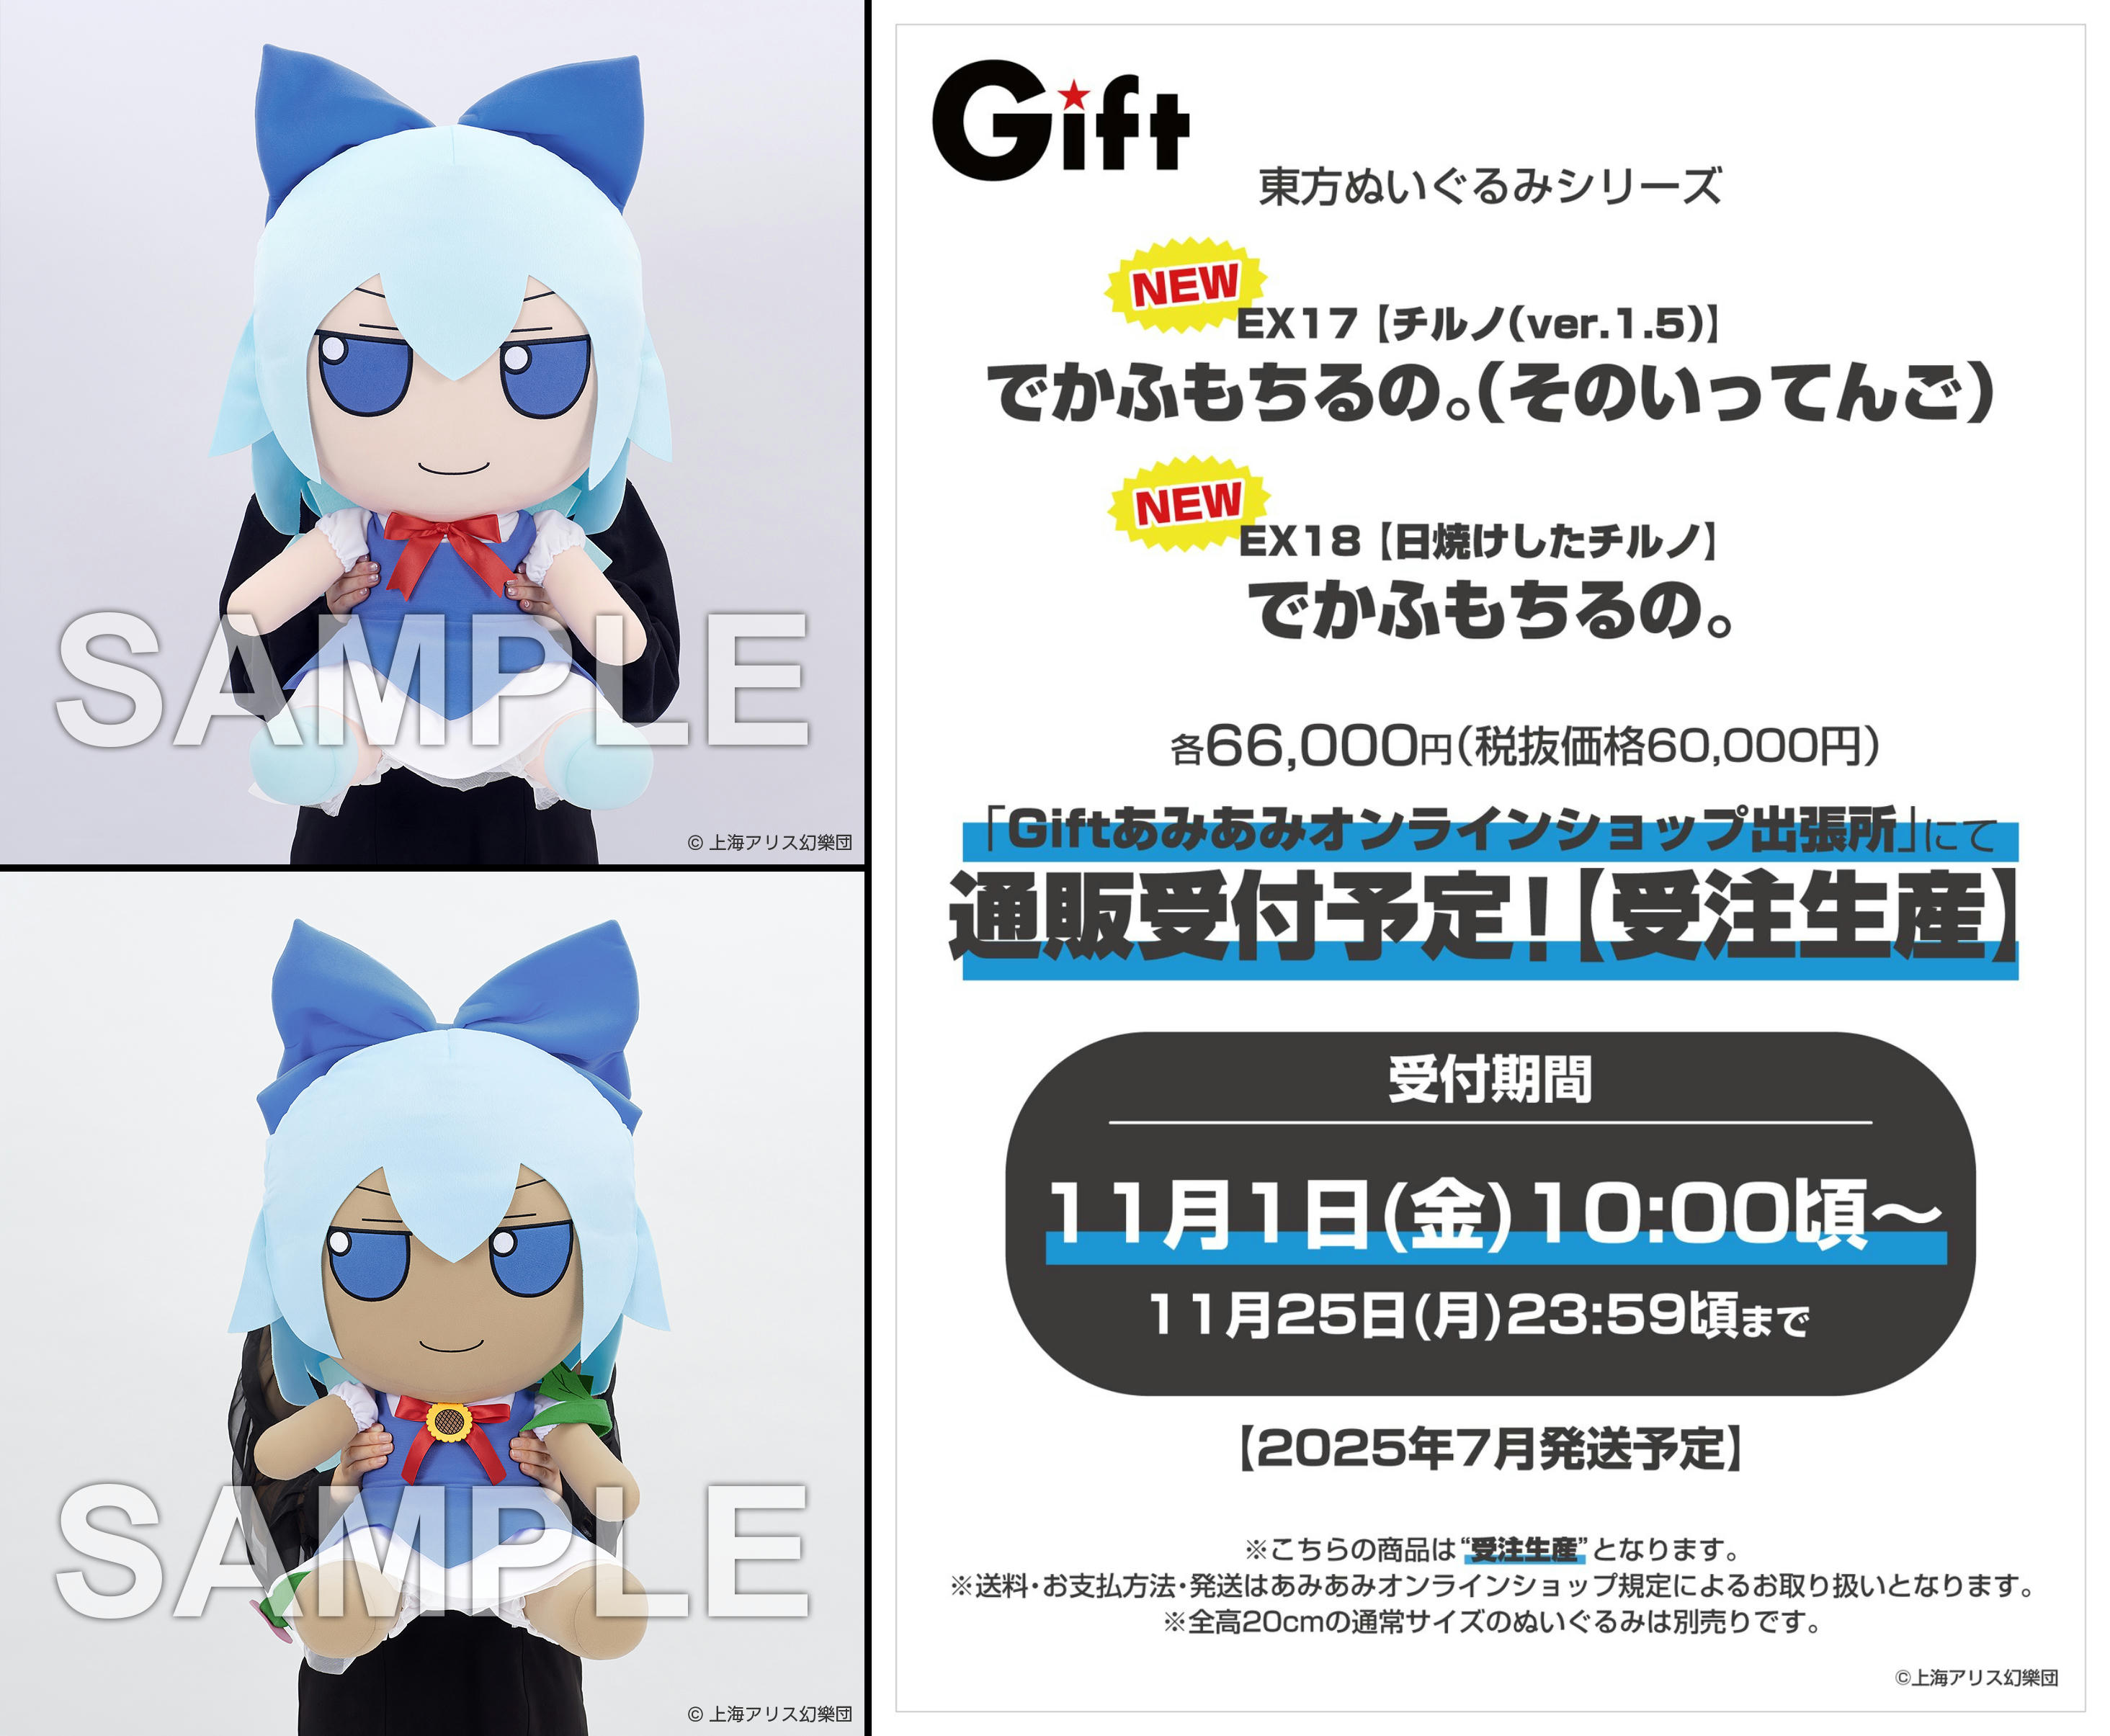 SAMPLE
© 上海アリス幻樂団
SAMPLE
© 上海アリス幻樂団
Gift
東方ぬいぐるみシリーズ
NEW
EX17【チルノ(ver.1.5)】
でかふもちるの。(そのいってんご)
NEW
EX18【日焼けしたチルノ】
でかふもちるの。
各66,000円(税抜価格60,000円)
「Giftあみあみオンラインショップ出張所」にて
通販受付予定!【受注生産】
受付期間
11月1日(金)10:00頃～
11月25日(月)23:59頃まで
【2025年7月発送予定】
※こちらの商品は“受注生産”となります。
※送料・お支払方法・発送はあみあみオンラインショップ規定によるお取り扱いとなります。
※全高20cmの通常サイズのぬいぐるみは別売りです。
©上海アリス幻樂団